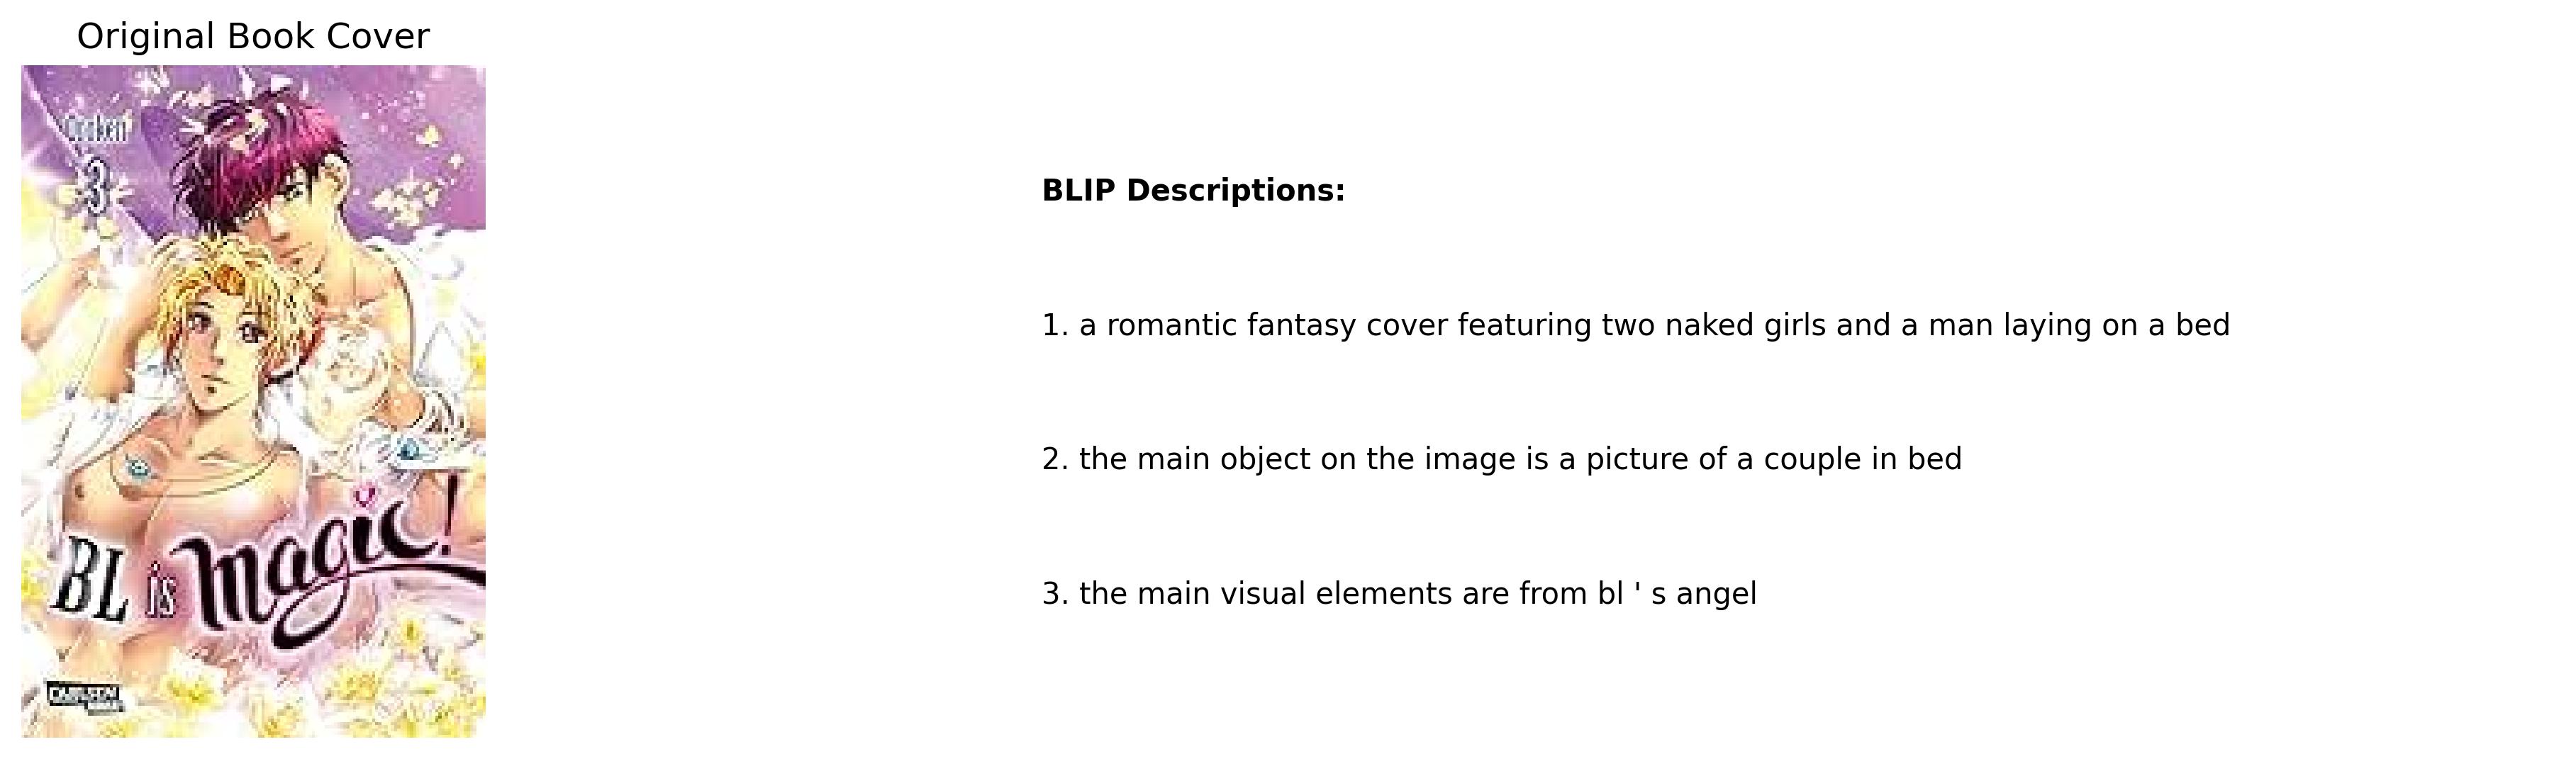 Original Book Cover
3
BL is Magic!
CARLSEN
BLIP Descriptions:
1. a romantic fantasy cover featuring two naked girls and a man laying on a bed
2. the main object on the image is a picture of a couple in bed
3. the main visual elements are from bl ' s angel